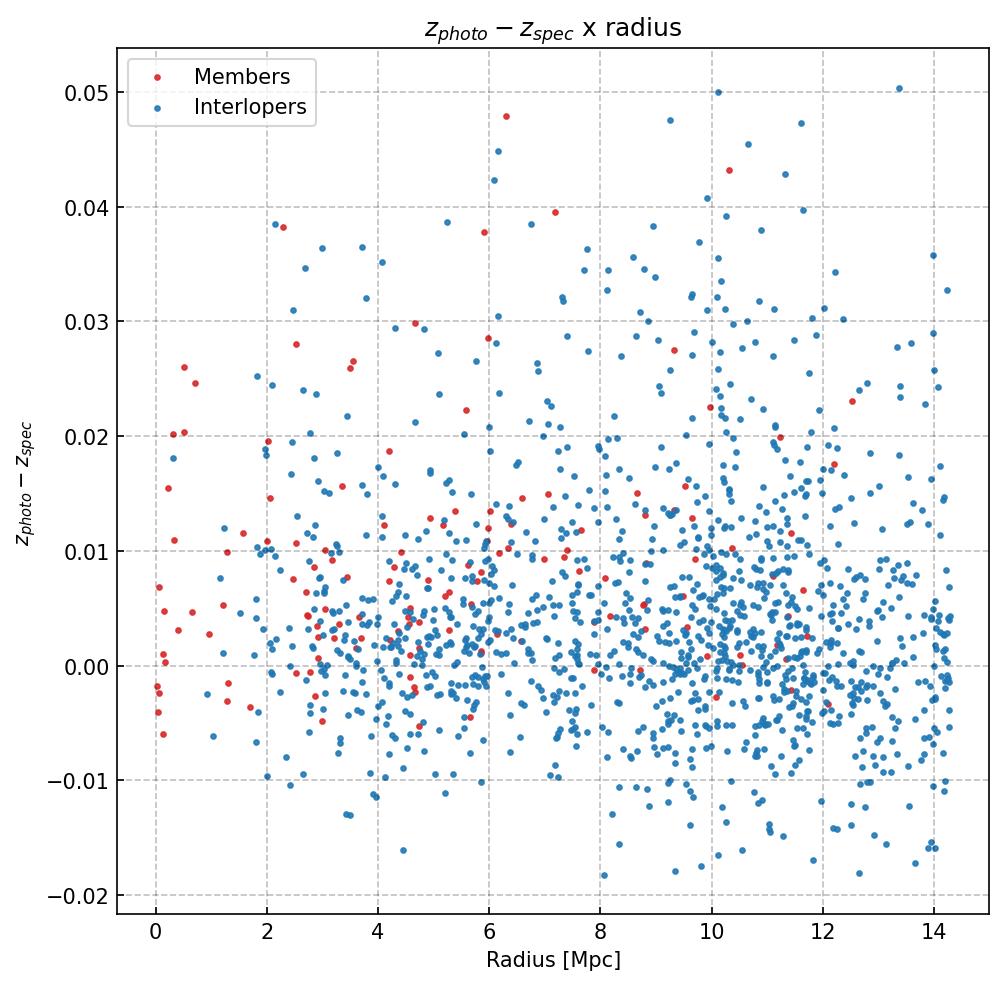 z_photo − z_spec x radius
Members
Interlopers
0.05
0.04
0.03
0.02
0.01
0.00
−0.01
−0.02
z_photo − z_spec
0 2 4 6 8 10 12 14
Radius [Mpc]